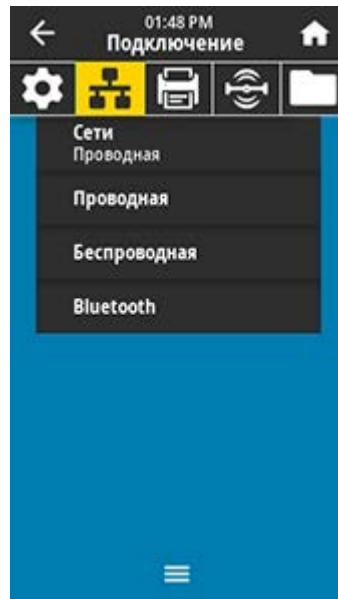 01:48 PM
Подключение
Сети
Проводная
Проводная
Беспроводная
Bluetooth